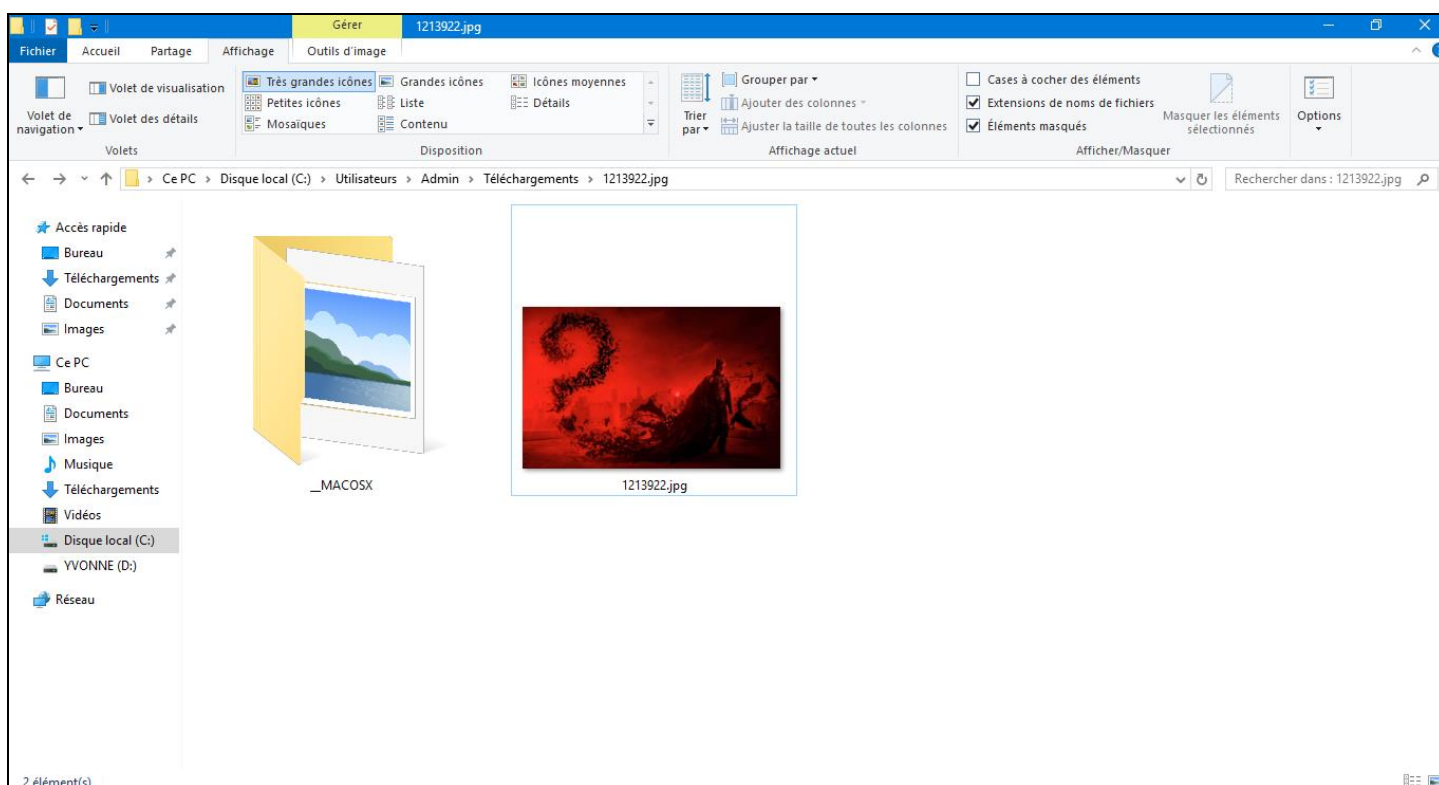 Gérer
1213922.jpg
Fichier
Accueil
Partage
Affichage
Outils d'image
Volet de navigation
Volet de visualisation
Volet des détails
Volets
Très grandes icônes
Grandes icônes
Icônes moyennes
Petites icônes
Liste
Détails
Mosaïques
Contenu
Disposition
Trier par
Grouper par
Ajouter des colonnes
Ajuster la taille de toutes les colonnes
Affichage actuel
Cases à cocher des éléments
Extensions de noms de fichiers
Éléments masqués
Masquer les éléments sélectionnés
Afficher/Masquer
Options
Ce PC > Disque local (C:) > Utilisateurs > Admin > Téléchargements > 1213922.jpg
Rechercher dans : 1213922.jpg
Accès rapide
Bureau
Téléchargements
Documents
Images
Ce PC
Bureau
Documents
Images
Musique
Téléchargements
Vidéos
Disque local (C:)
YVONNE (D:)
Réseau
__MACOSX
1213922.jpg
2 élément(s)